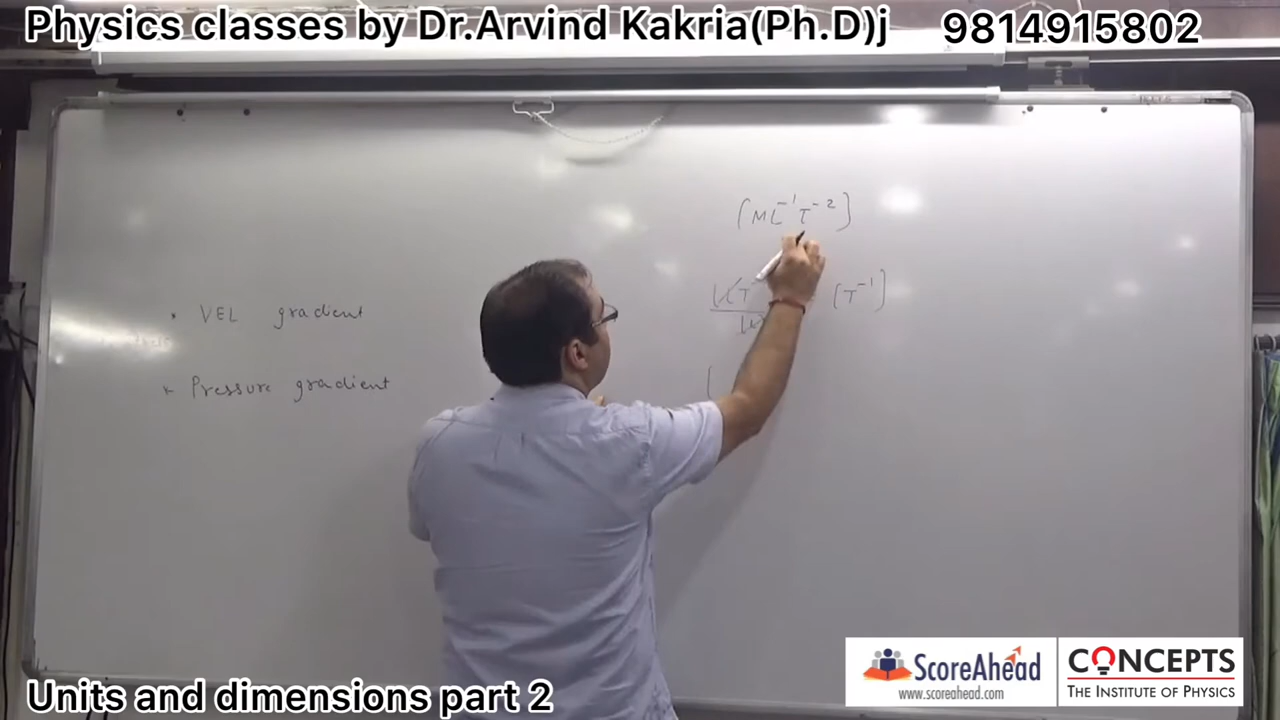 Physics classes by Dr.Arvind Kakria(Ph.D)j 9814915802
[ML⁻¹T⁻²]
* VEL gradient
[T⁻¹]
* Pressure gradient
ScoreAhead
www.scoreahead.com
CONCEPTS
THE INSTITUTE OF PHYSICS
Units and dimensions part 2